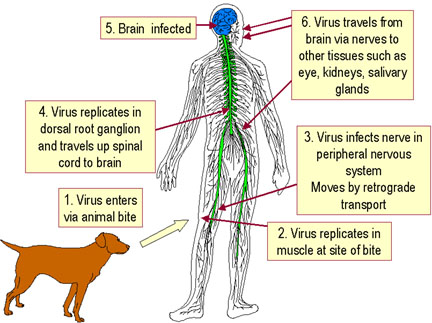 1. Virus enters
via animal bite
2. Virus replicates in
muscle at site of bite
3. Virus infects nerve in
peripheral nervous
system
Moves by retrograde
transport
4. Virus replicates in
dorsal root ganglion
and travels up spinal
cord to brain
5. Brain infected
6. Virus travels from
brain via nerves to
other tissues such as
eye, kidneys, salivary
glands